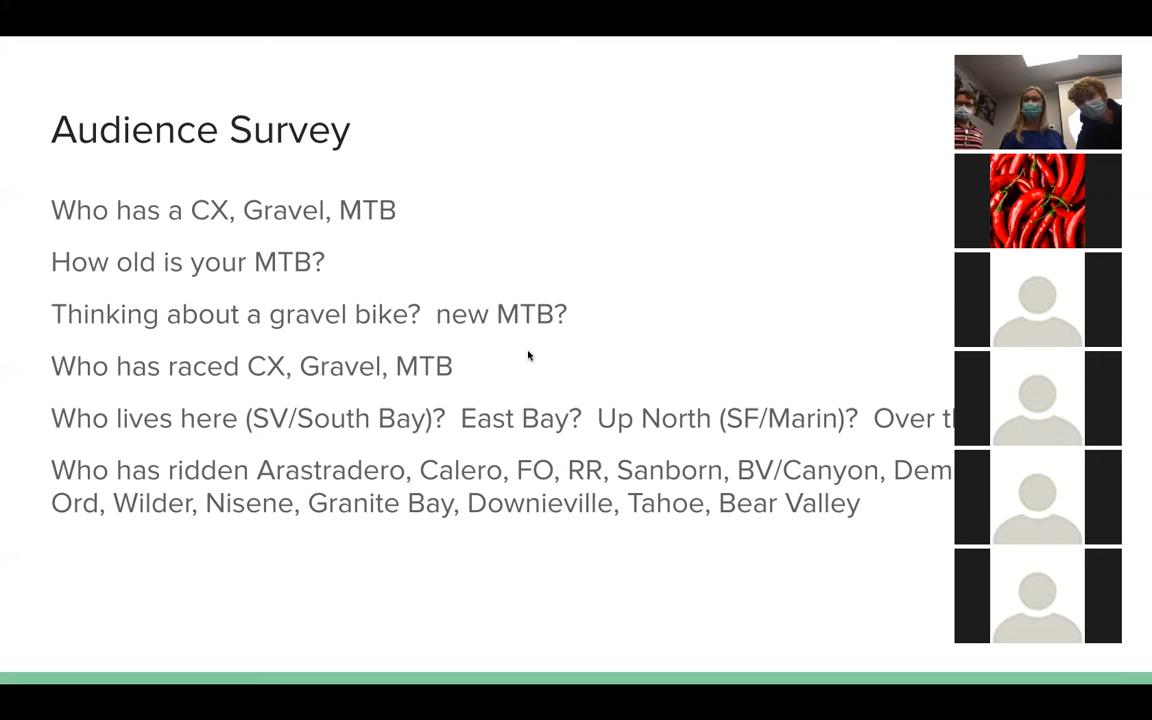 Audience Survey
Who has a CX, Gravel, MTB
How old is your MTB?
Thinking about a gravel bike?  new MTB?
Who has raced CX, Gravel, MTB
Who lives here (SV/South Bay)?  East Bay?  Up North (SF/Marin)?  Over
Who has ridden Arastradero, Calero, FO, RR, Sanborn, BV/Canyon,
Ord, Wilder, Nisene, Granite Bay, Downieville, Tahoe, Bear Valley